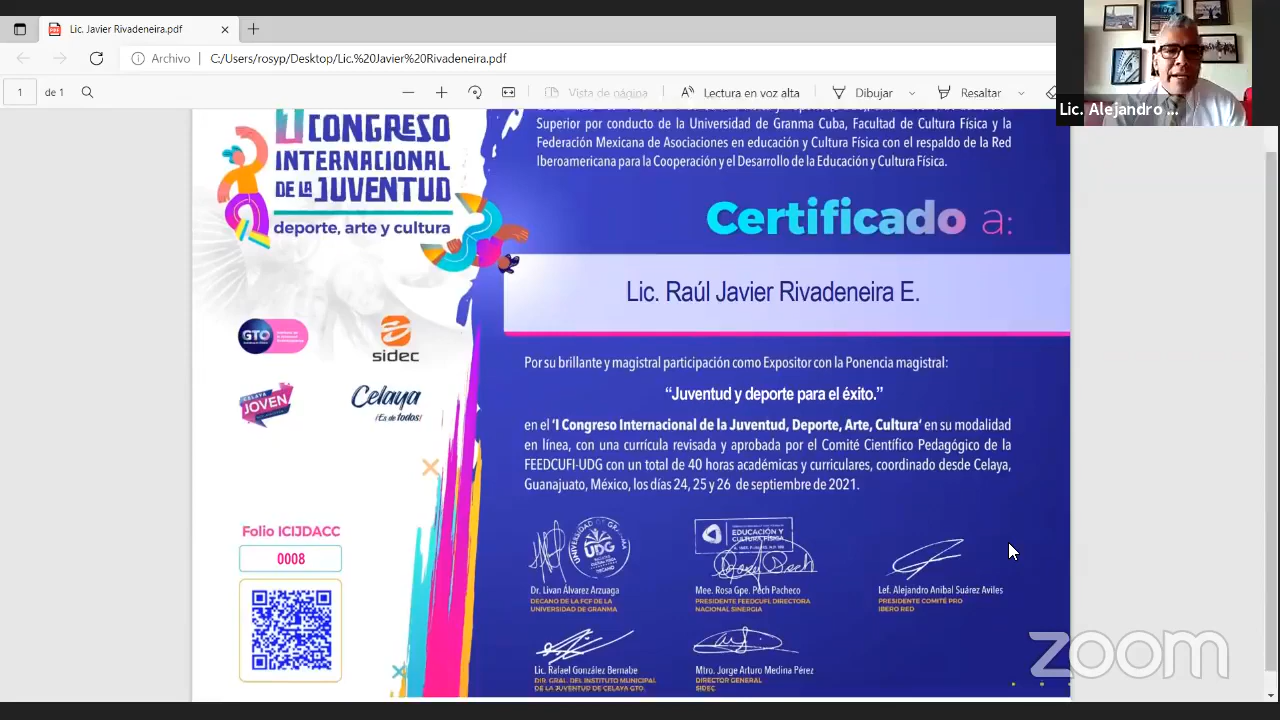 Lic. Javier Rivadeneira.pdf
Archivo C:/Users/rosyp/Desktop/Lic.%20Javier%20Rivadeneira.pdf
1 de 1 Vista de página Lectura en voz alta Dibujar Resaltar
Lic. Alejandro ...
I CONGRESO
INTERNACIONAL
DE LA JUVENTUD
deporte, arte y cultura
Superior por conducto de la Universidad de Granma Cuba, Facultad de Cultura Física y la
Federación Mexicana de Asociaciones en educación y Cultura Física con el respaldo de la Red
Iberoamericana para la Cooperación y el Desarrollo de la Educación y Cultura Física.
Certificado a:
Lic. Raúl Javier Rivadeneira E.
GTO
sidec
CELAYA
JOVEN
Celaya
¡Es de todos!
Por su brillante y magistral participación como Expositor con la Ponencia magistral:
“Juventud y deporte para el éxito.”
en el ‘I Congreso Internacional de la Juventud, Deporte, Arte, Cultura’ en su modalidad
en línea, con una currícula revisada y aprobada por el Comité Científico Pedagógico de la
FEEDCUFI-UDG con un total de 40 horas académicas y curriculares, coordinado desde Celaya,
Guanajuato, México, los días 24, 25 y 26 de septiembre de 2021.
Folio ICIJDACC
0008
UNIVERSIDAD DE GRANMA
UDG
DECANO
EDUCACIÓN Y
CULTURA FÍSICA
Dr. Livan Álvarez Arzuaga
DECANO DE LA FCF DE LA
UNIVERSIDAD DE GRANMA
Mee. Rosa Gpe. Pech Pacheco
PRESIDENTE FEEDCUFI, DIRECTORA
NACIONAL SINERGIA
Lef. Alejandro Aníbal Suárez Aviles
PRESIDENTE COMITÉ PRO
IBERO RED
Lic. Rafael González Bernabe
DIR. GRAL. DEL INSTITUTO MUNICIPAL
DE LA JUVENTUD DE CELAYA GTO.
Mtro. Jorge Arturo Medina Pérez
DIRECTOR GENERAL
SIDEC
zoom